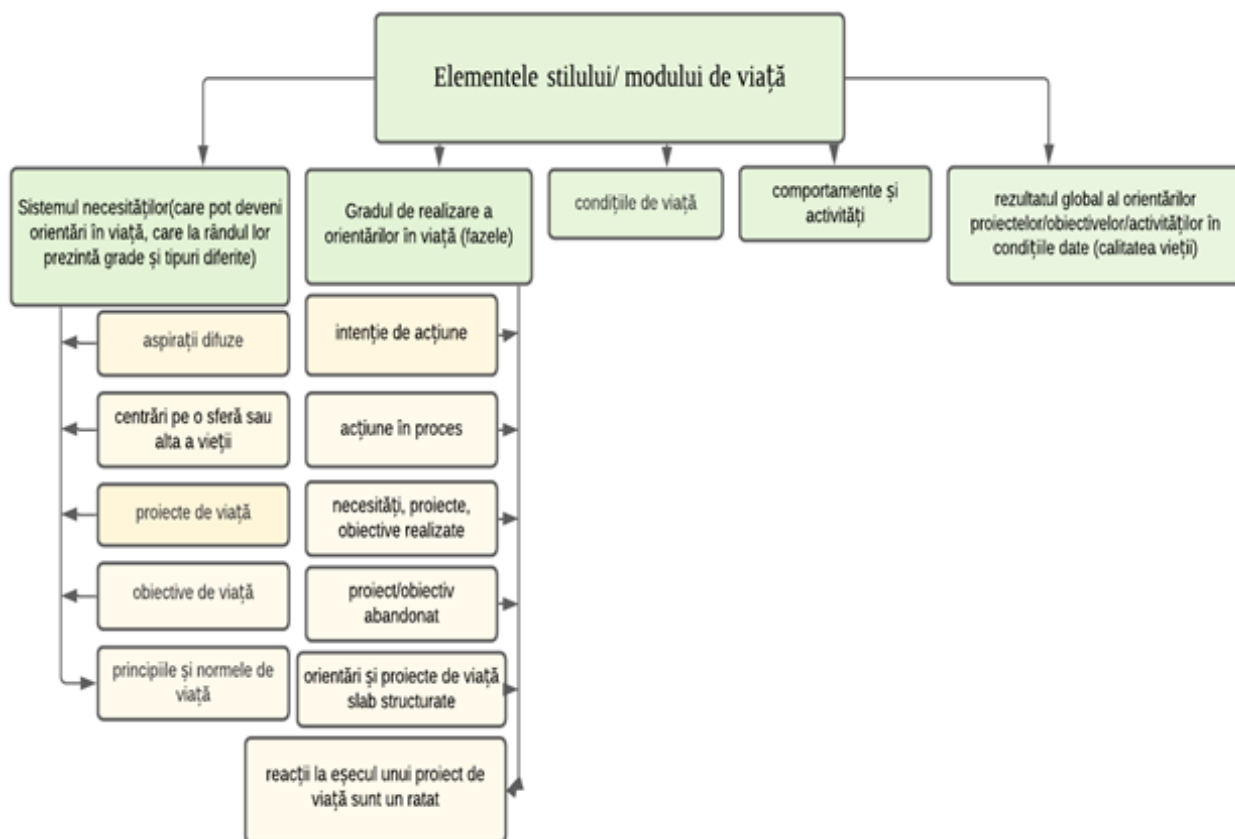 Elementele stilului/ modului de viață
Sistemul necesităților(care pot deveni
orientări în viață, care la rândul lor
prezintă grade și tipuri diferite)
Gradul de realizare a
orientărilor în viață (fazele)
condițiile de viață
comportamente și
activități
rezultatul global al orientărilor
proiectelor/obiectivelor/activităților în
condițiile date (calitatea vieții)
aspirații difuze
centrări pe o sferă sau
alta a vieții
proiecte de viață
obiective de viață
principiile și normele de
viață
intenție de acțiune
acțiune în proces
necesități, proiecte,
obiective realizate
proiect/obiectiv
abandonat
orientări și proiecte de viață
slab structurate
reacții la eșecul unui proiect de
viață sunt un ratat